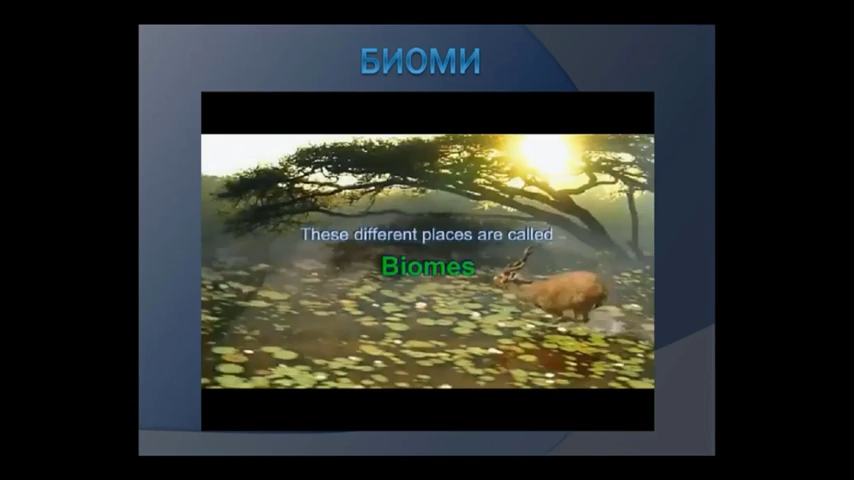 БИОМИ
These different places are called
Biomes